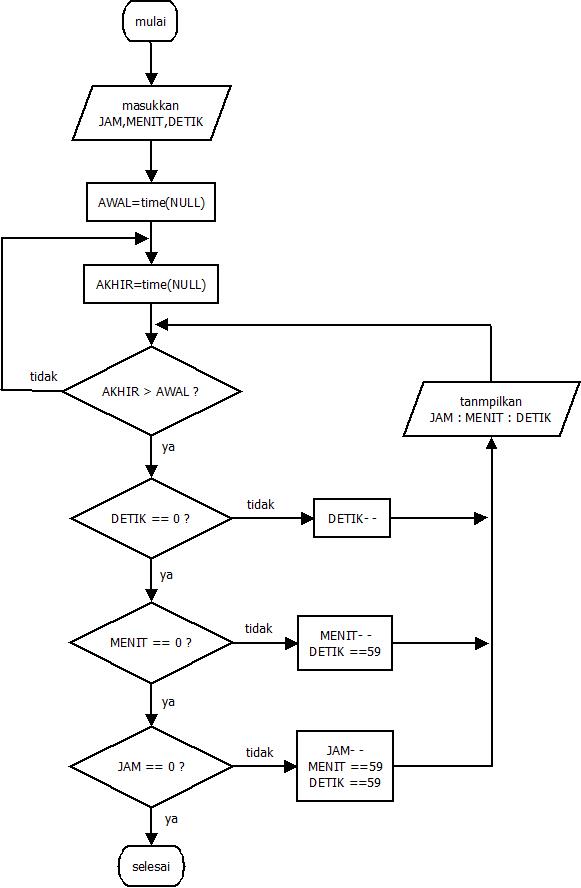 mulai
masukkan
JAM,MENIT,DETIK
AWAL=time(NULL)
AKHIR=time(NULL)
tidak
AKHIR > AWAL ?
tanmpilkan
JAM : MENIT : DETIK
ya
DETIK == 0 ?
tidak
DETIK- -
ya
MENIT == 0 ?
tidak
MENIT- -
DETIK ==59
ya
JAM == 0 ?
tidak
JAM- -
MENIT ==59
DETIK ==59
ya
selesai